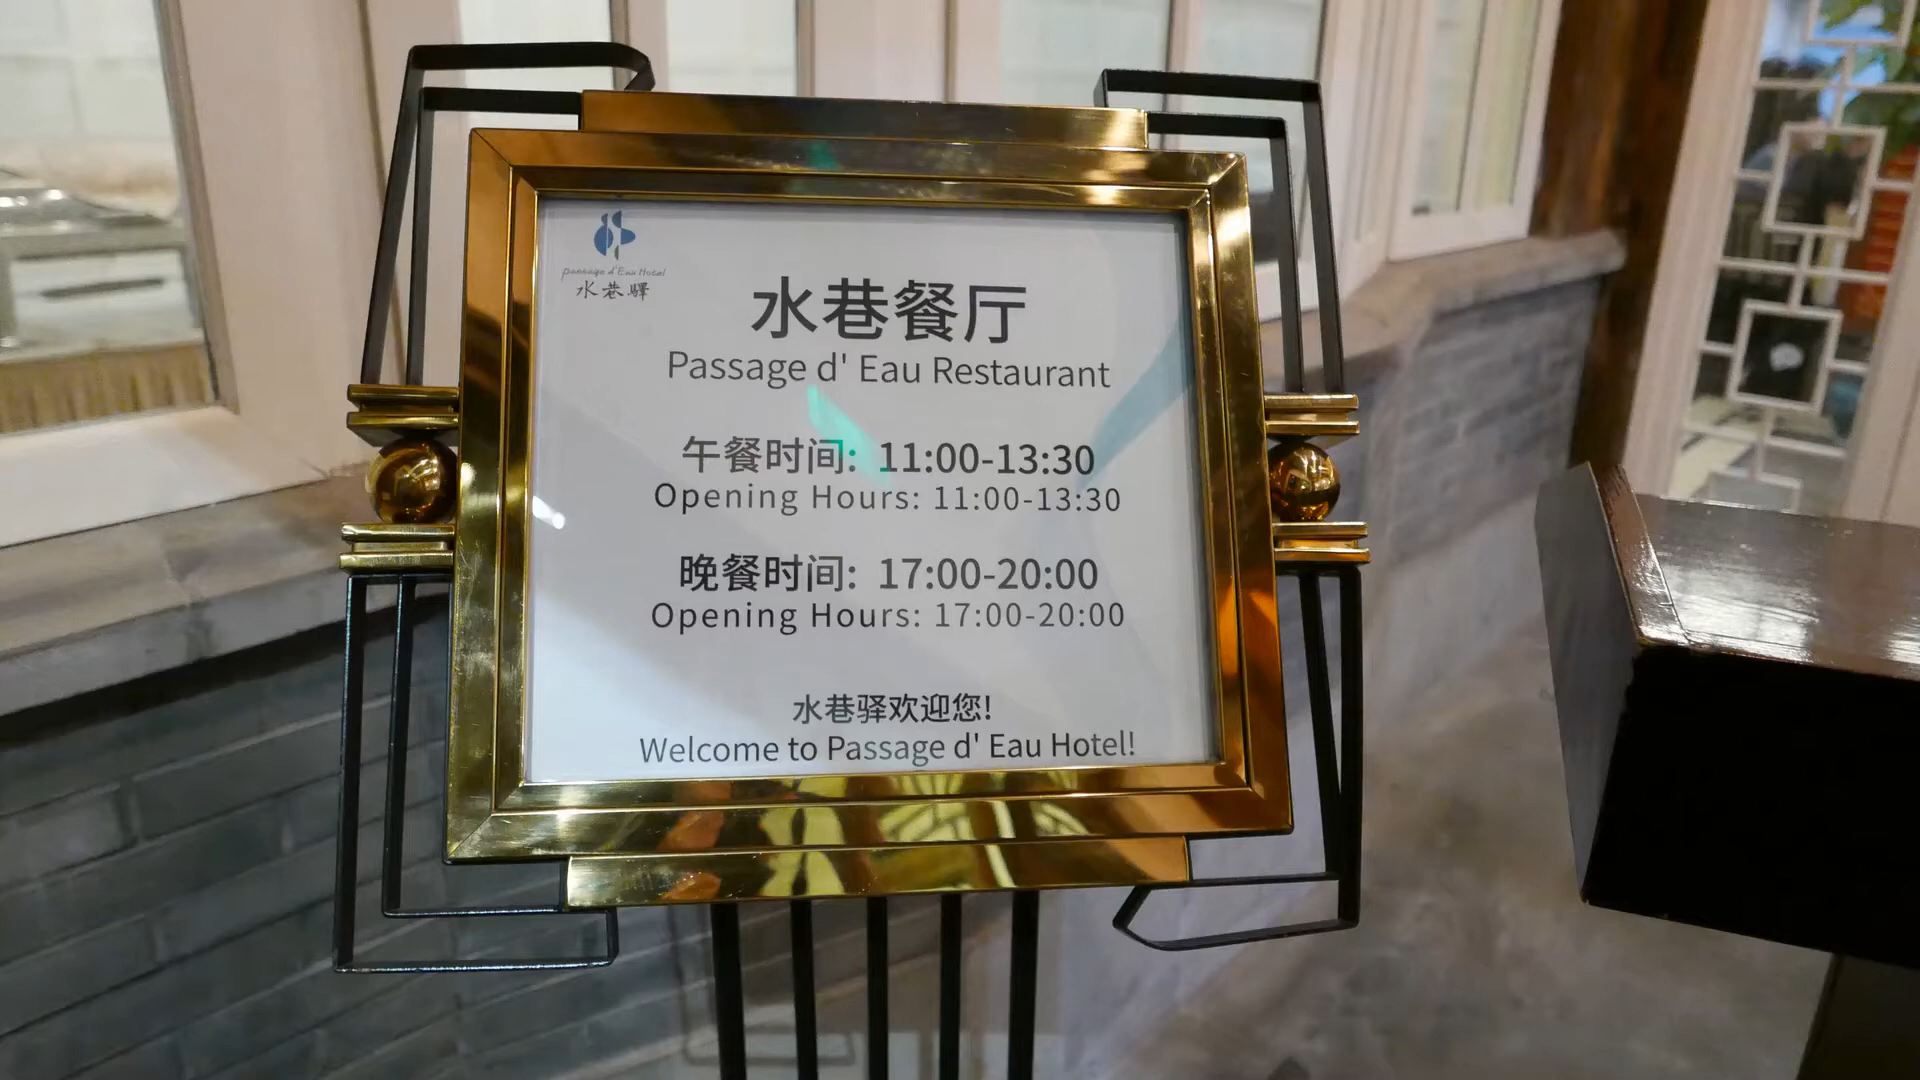 passage d'Eau Hotel
水巷驛
水巷餐厅
Passage d' Eau Restaurant
午餐时间: 11:00-13:30
Opening Hours: 11:00-13:30
晚餐时间: 17:00-20:00
Opening Hours: 17:00-20:00
水巷驿欢迎您!
Welcome to Passage d' Eau Hotel!